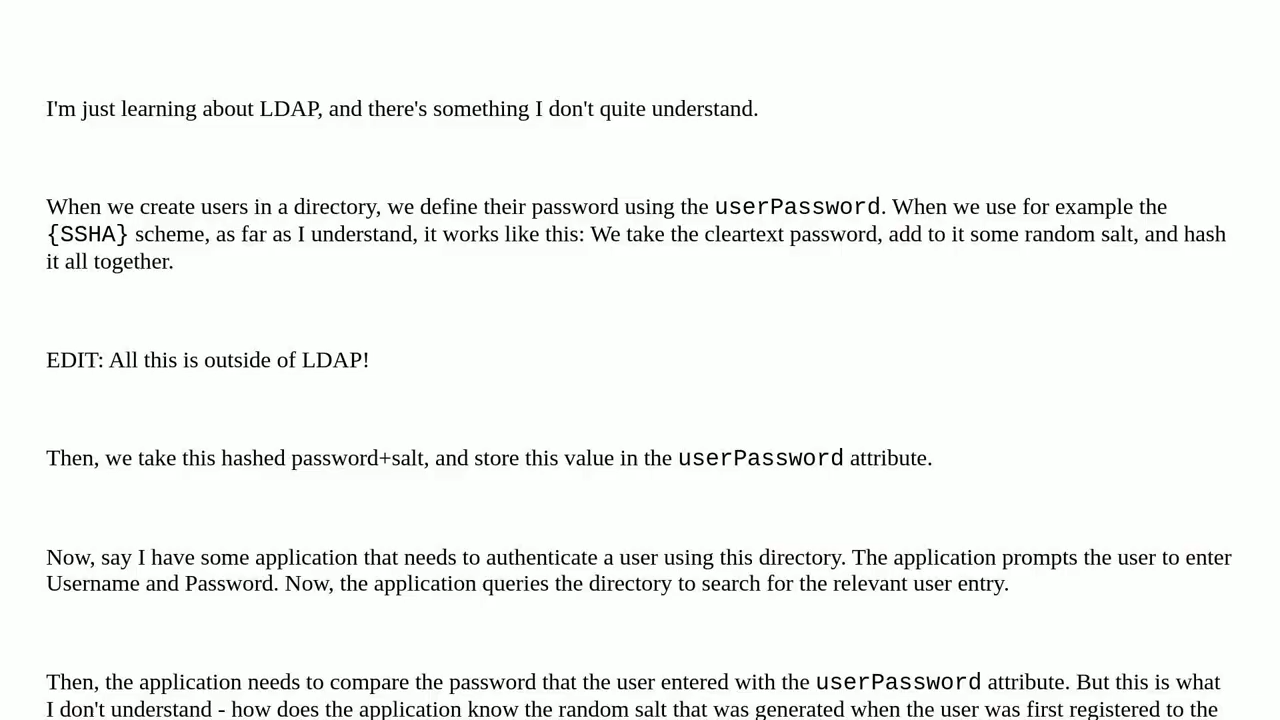 I'm just learning about LDAP, and there's something I don't quite understand.
When we create users in a directory, we define their password using the userPassword. When we use for example the
{SSHA} scheme, as far as I understand, it works like this: We take the cleartext password, add to it some random salt, and hash
it all together.
EDIT: All this is outside of LDAP!
Then, we take this hashed password+salt, and store this value in the userPassword attribute.
Now, say I have some application that needs to authenticate a user using this directory. The application prompts the user to enter
Username and Password. Now, the application queries the directory to search for the relevant user entry.
Then, the application needs to compare the password that the user entered with the userPassword attribute. But this is what
I don't understand - how does the application know the random salt that was generated when the user was first registered to the